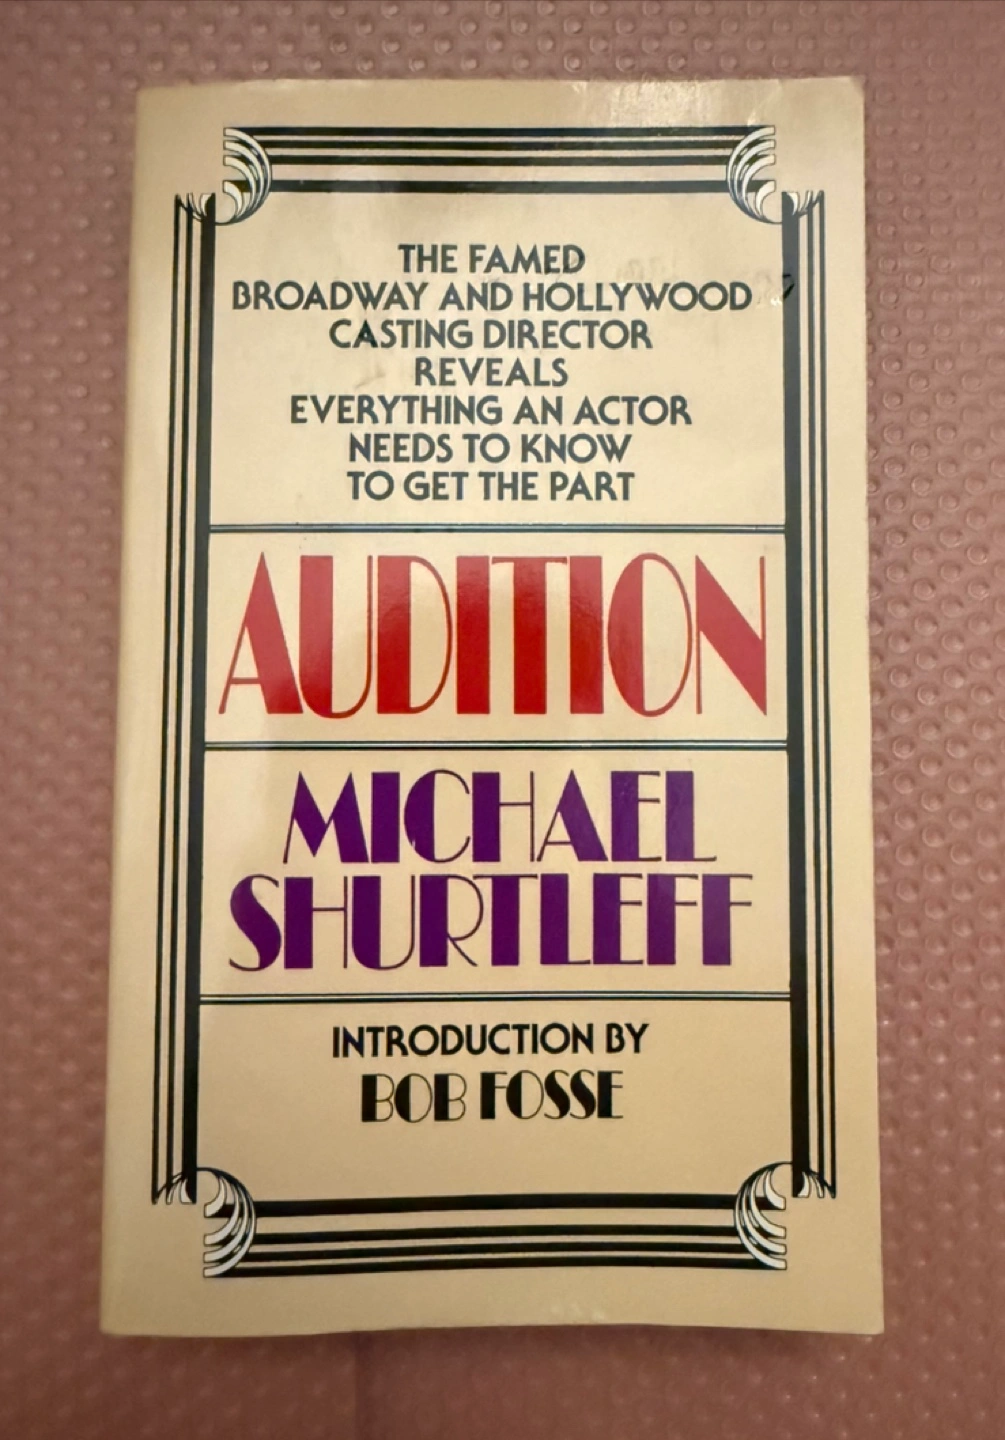 THE FAMED
BROADWAY AND HOLLYWOOD
CASTING DIRECTOR
REVEALS
EVERYTHING AN ACTOR
NEEDS TO KNOW
TO GET THE PART
AUDITION
MICHAEL
SHURTLEFF
INTRODUCTION BY
BOB FOSSE